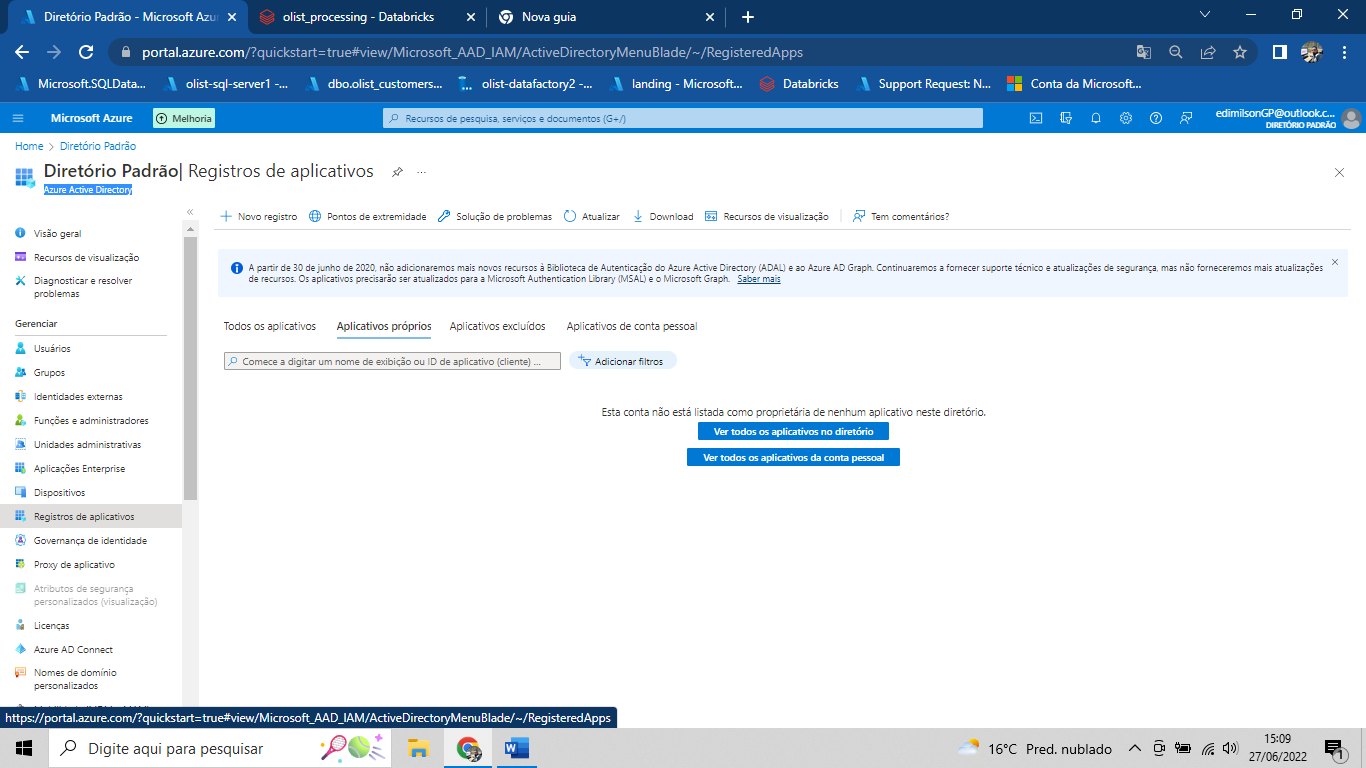 Diretório Padrão - Microsoft Azu
olist_processing - Databricks
Nova guia
portal.azure.com/?quickstart=true#view/Microsoft_AAD_IAM/ActiveDirectoryMenuBlade/~/RegisteredApps
Microsoft.SQLData...
olist-sql-server1 -...
dbo.olist_customers...
olist-datafactory2 -...
landing - Microsoft...
Databricks
Support Request: N...
Conta da Microsoft...
Microsoft Azure
Melhoria
Recursos de pesquisa, serviços e documentos (G+/)
edimilsonGP@outlook.c...
DIRETÓRIO PADRÃO
Home > Diretório Padrão
Diretório Padrão| Registros de aplicativos
Azure Active Directory
Visão geral
Recursos de visualização
Diagnosticar e resolver
problemas
Gerenciar
Usuários
Grupos
Identidades externas
Funções e administradores
Unidades administrativas
Aplicações Enterprise
Dispositivos
Registros de aplicativos
Governança de identidade
Proxy de aplicativo
Atributos de segurança
personalizados (visualização)
Licenças
Azure AD Connect
Nomes de domínio
personalizados
Novo registro
Pontos de extremidade
Solução de problemas
Atualizar
Download
Recursos de visualização
Tem comentários?
A partir de 30 de junho de 2020, não adicionaremos mais novos recursos à Biblioteca de Autenticação do Azure Active Directory (ADAL) e ao Azure AD Graph. Continuaremos a fornecer suporte técnico e atualizações de segurança, mas não forneceremos mais atualizações
de recursos. Os aplicativos precisarão ser atualizados para a Microsoft Authentication Library (MSAL) e o Microsoft Graph. Saber mais
Todos os aplicativos
Aplicativos próprios
Aplicativos excluídos
Aplicativos de conta pessoal
Comece a digitar um nome de exibição ou ID de aplicativo (cliente) ...
Adicionar filtros
Esta conta não está listada como proprietária de nenhum aplicativo neste diretório.
Ver todos os aplicativos no diretório
Ver todos os aplicativos da conta pessoal
https://portal.azure.com/?quickstart=true#view/Microsoft_AAD_IAM/ActiveDirectoryMenuBlade/~/RegisteredApps
Digite aqui para pesquisar
16°C Pred. nublado
15:09
27/06/2022
1